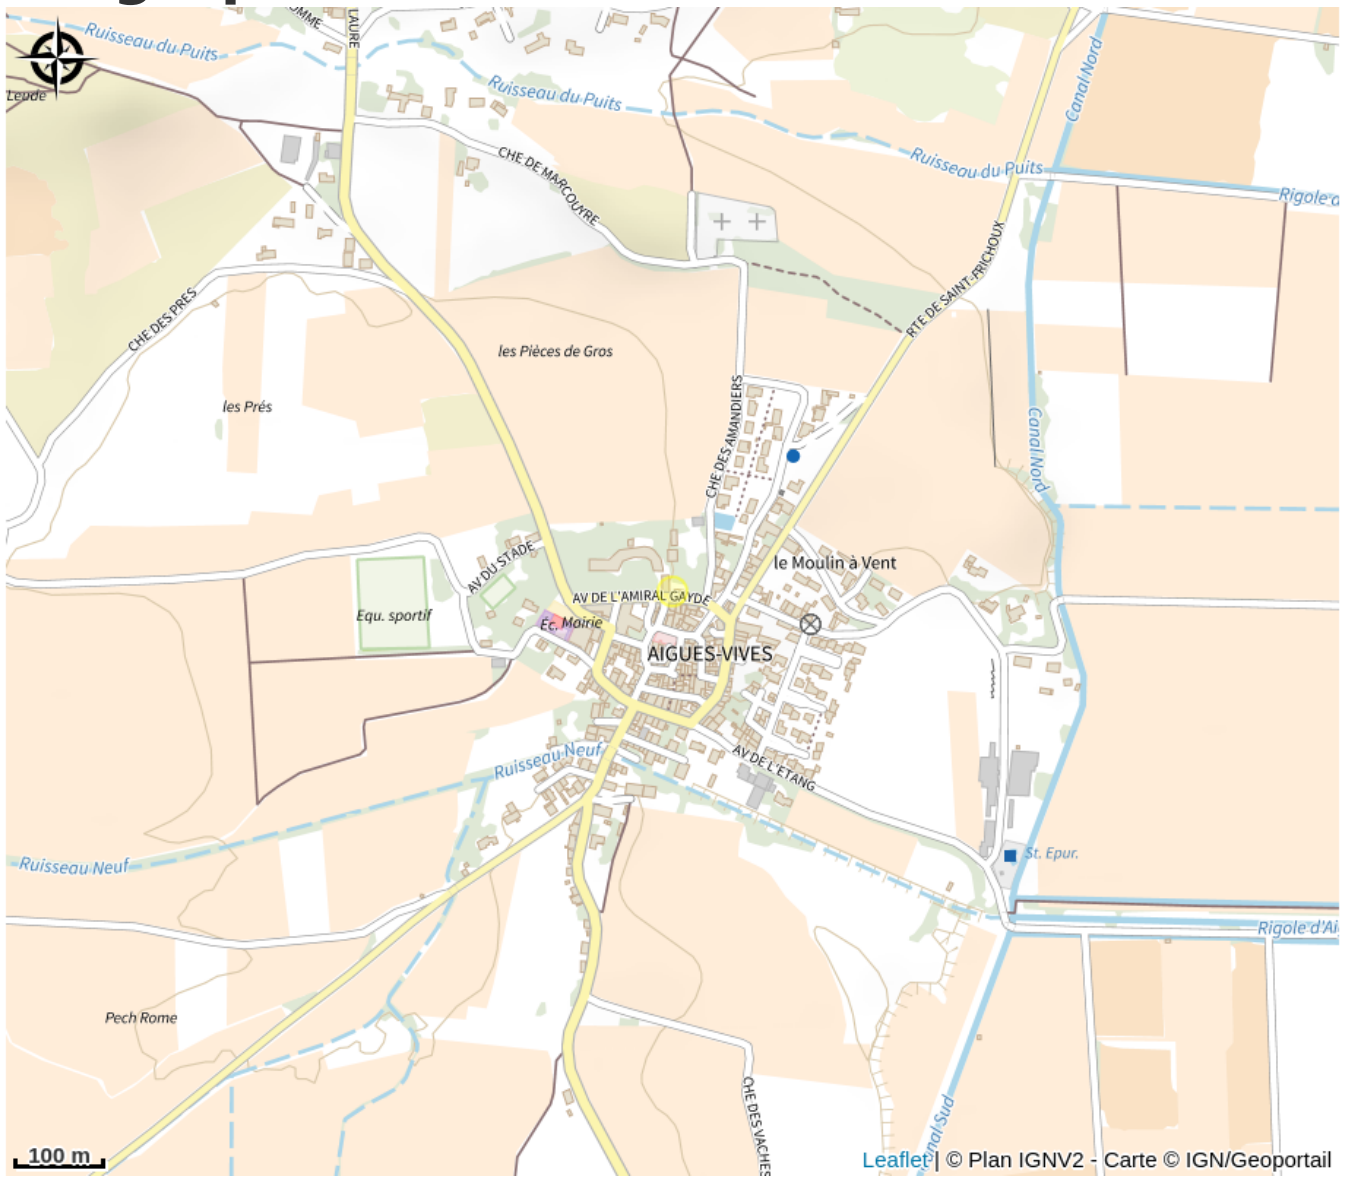 LAURE
Ruisseau du Puits
Canal Nord
Leude
Ruisseau du Puits
CHE DE MARCOUYRE
Ruisseau du Puits
Rigole d
RTE DE SAINT-FRICHOUX
CHE DES PRES
les Pièces de Gros
les Prés
CHE DES AMANDIERS
Canal Nord
AV DU STADE
le Moulin à Vent
AV DE L'AMIRAL GAYDE
Equ. sportif
Éc. Mairie
AIGUES-VIVES
Ruisseau Neuf
AV DE L'ETANG
St. Epur.
Ruisseau Neuf
Rigole d'Ai
Pech Rome
CHE DES VACHES
nal Sud
100 m
Leaflet | © Plan IGNV2 - Carte © IGN/Geoportail